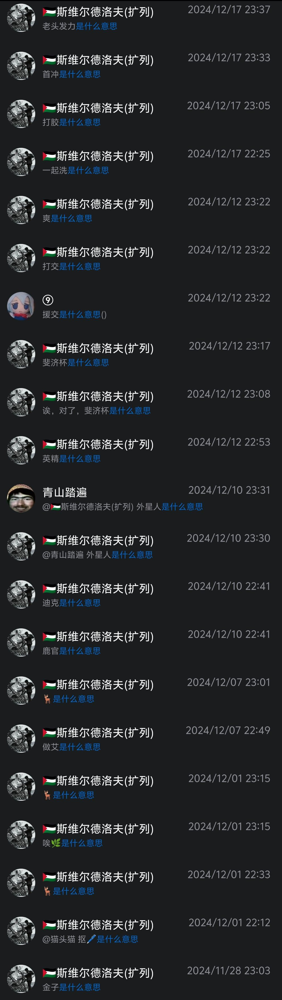 🇵🇸斯维尔德洛夫(扩列) 2024/12/17 23:37
老头发力是什么意思
🇵🇸斯维尔德洛夫(扩列) 2024/12/17 23:33
首冲是什么意思
🇵🇸斯维尔德洛夫(扩列) 2024/12/17 23:05
打胶是什么意思
🇵🇸斯维尔德洛夫(扩列) 2024/12/17 22:25
一起洗是什么意思
🇵🇸斯维尔德洛夫(扩列) 2024/12/12 23:22
爽是什么意思
🇵🇸斯维尔德洛夫(扩列) 2024/12/12 23:22
打交是什么意思
⑨ 2024/12/12 23:22
援交是什么意思()
🇵🇸斯维尔德洛夫(扩列) 2024/12/12 23:17
斐济杯是什么意思
🇵🇸斯维尔德洛夫(扩列) 2024/12/12 23:08
诶，对了，斐济杯是什么意思
🇵🇸斯维尔德洛夫(扩列) 2024/12/12 22:53
英精是什么意思
青山踏遍 2024/12/10 23:31
@🇵🇸斯维尔德洛夫(扩列) 外星人是什么意思
🇵🇸斯维尔德洛夫(扩列) 2024/12/10 23:30
@青山踏遍 外星人是什么意思
🇵🇸斯维尔德洛夫(扩列) 2024/12/10 22:41
迪克是什么意思
🇵🇸斯维尔德洛夫(扩列) 2024/12/10 22:41
鹿官是什么意思
🇵🇸斯维尔德洛夫(扩列) 2024/12/07 23:01
🦌是什么意思
🇵🇸斯维尔德洛夫(扩列) 2024/12/07 22:49
做艾是什么意思
🇵🇸斯维尔德洛夫(扩列) 2024/12/01 23:15
🦌是什么意思
🇵🇸斯维尔德洛夫(扩列) 2024/12/01 23:15
唉🌿是什么意思
🇵🇸斯维尔德洛夫(扩列) 2024/12/01 22:33
🦌是什么意思
🇵🇸斯维尔德洛夫(扩列) 2024/12/01 22:12
@猫头猫 抠🖊️是什么意思
🇵🇸斯维尔德洛夫(扩列) 2024/11/28 23:03
金子是什么意思